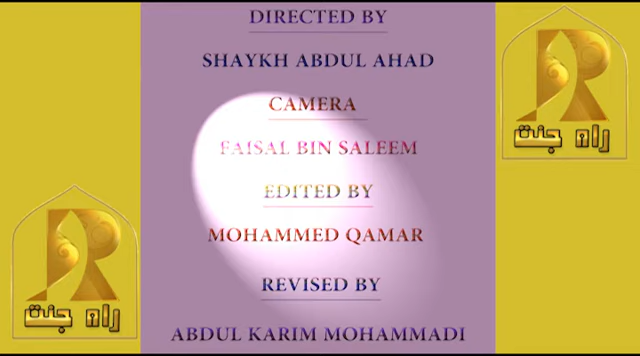 DIRECTED BY
SHAYKH ABDUL AHAD
CAMERA
FAISAL BIN SALEEM
EDITED BY
MOHAMMED QAMAR
REVISED BY
ABDUL KARIM MOHAMMADI
راہ جنت
راہ جنت